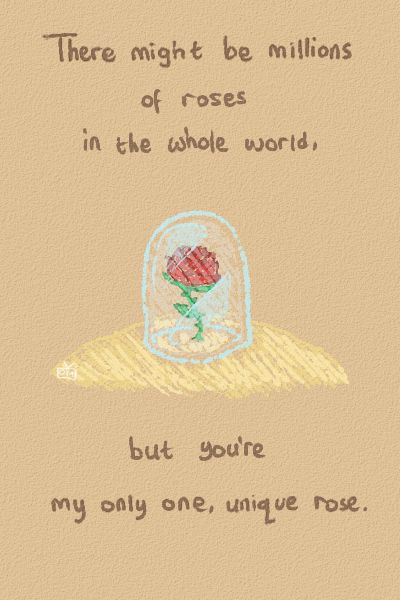 There might be millions
of roses
in the whole world,
but you're
my only one, unique rose.